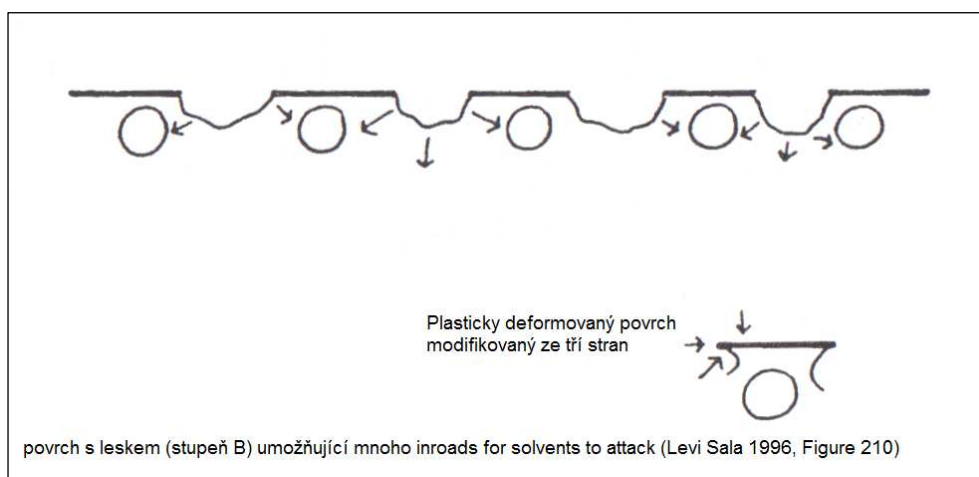 Plasticky deformovaný povrch
modifikovaný ze tří stran
povrch s leskem (stupeň B) umožňující mnoho inroads for solvents to attack (Levi Sala 1996, Figure 210)